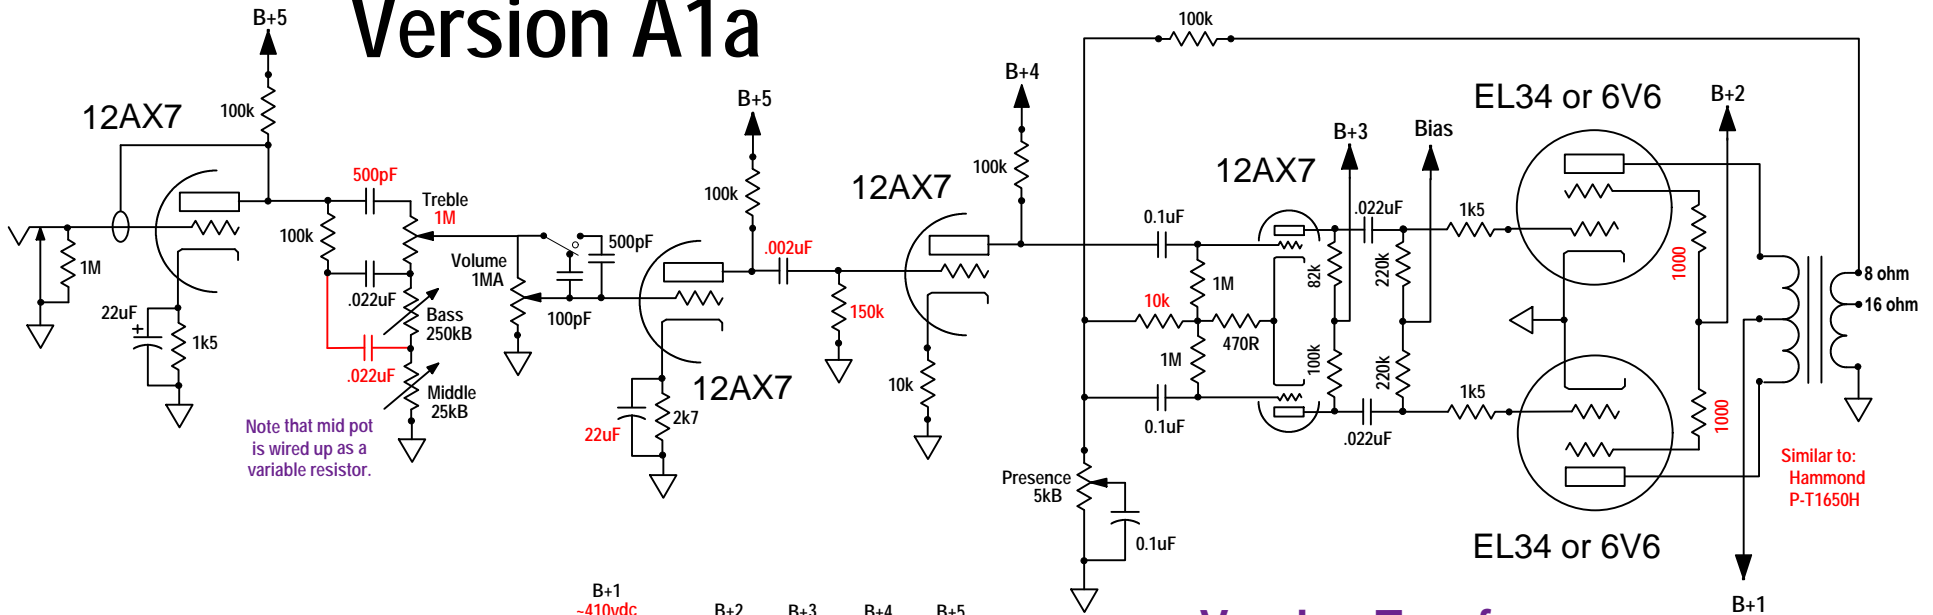 Version A1a
B+5
100k
12AX7
1M
22uF
+
1k5
500pF
Treble
1M
100k
.022uF
Bass
250kB
.022uF
Middle
25kB
Note that mid pot
is wired up as a
variable resistor.
Volume
1MA
500pF
100pF
B+5
100k
.002uF
12AX7
22uF
2k7
150k
B+4
100k
12AX7
10k
100k
0.1uF
1M
10k
470R
1M
0.1uF
Presence
5kB
0.1uF
12AX7
B+3
Bias
82k
100k
.022uF
220k
220k
.022uF
1k5
1k5
EL34 or 6V6
B+2
1000
1000
8 ohm
16 ohm
Similar to:
Hammond
P-T1650H
EL34 or 6V6
B+1
B+1
~410vdc
B+2
B+3
B+4
B+5